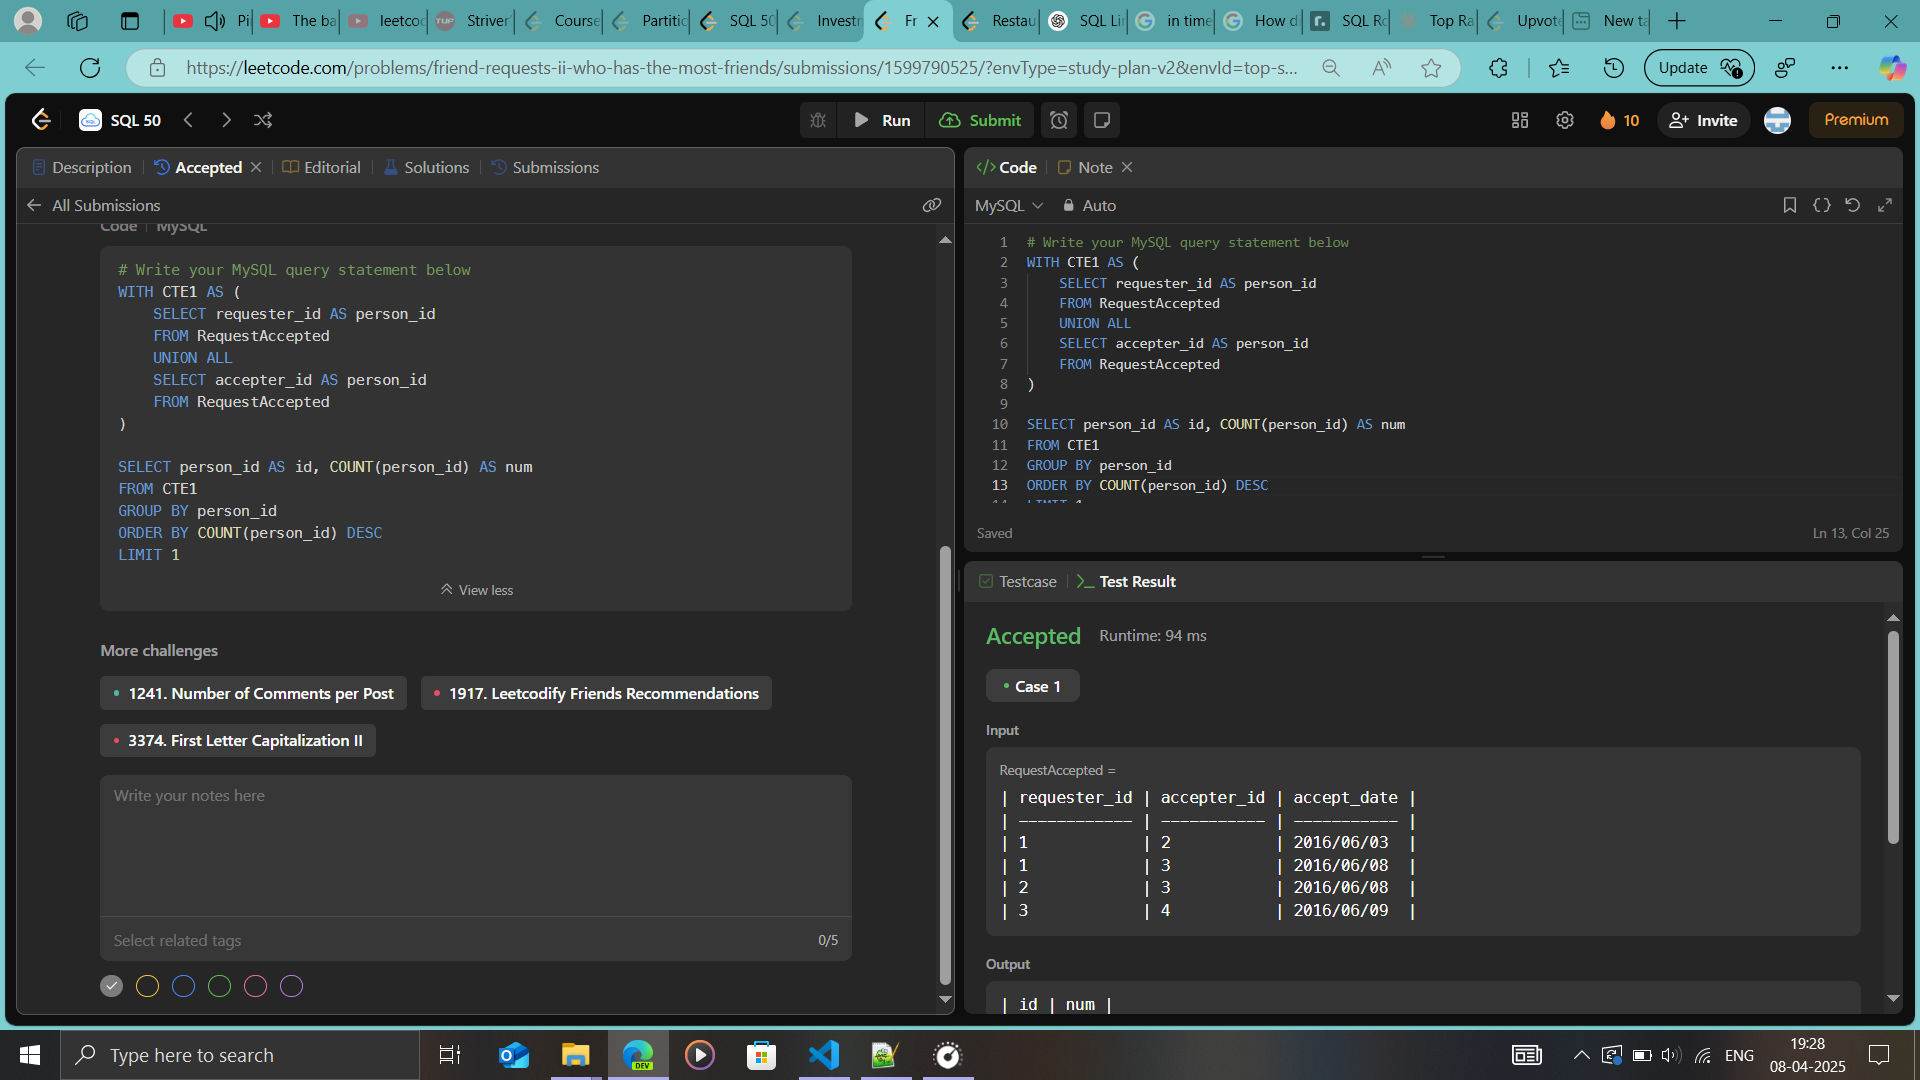 Pi
The ba
leetcod
Striver
Course
Partitic
SQL 50
Investn
Fr
Restau
SQL Lir
in time
How d
SQL Ro
Top Ra
Upvote
New ta
https://leetcode.com/problems/friend-requests-ii-who-has-the-most-friends/submissions/1599790525/?envType=study-plan-v2&envId=top-s...
Update
SQL 50
Run
Submit
10
Invite
Premium
Description
Accepted
Editorial
Solutions
Submissions
All Submissions
Code | MySQL
# Write your MySQL query statement below
WITH CTE1 AS (
SELECT requester_id AS person_id
FROM RequestAccepted
UNION ALL
SELECT accepter_id AS person_id
FROM RequestAccepted
)
SELECT person_id AS id, COUNT(person_id) AS num
FROM CTE1
GROUP BY person_id
ORDER BY COUNT(person_id) DESC
LIMIT 1
View less
More challenges
1241. Number of Comments per Post
1917. Leetcodify Friends Recommendations
3374. First Letter Capitalization II
Write your notes here
Select related tags
0/5
</> Code
Note
MySQL
Auto
1 # Write your MySQL query statement below
2 WITH CTE1 AS (
3 SELECT requester_id AS person_id
4 FROM RequestAccepted
5 UNION ALL
6 SELECT accepter_id AS person_id
7 FROM RequestAccepted
8 )
9
10 SELECT person_id AS id, COUNT(person_id) AS num
11 FROM CTE1
12 GROUP BY person_id
13 ORDER BY COUNT(person_id) DESC
14 LIMIT 1
Saved
Ln 13, Col 25
Testcase
Test Result
Accepted
Runtime: 94 ms
Case 1
Input
RequestAccepted =
| requester_id | accepter_id | accept_date |
| ------------ | ----------- | ----------- |
| 1 | 2 | 2016/06/03 |
| 1 | 3 | 2016/06/08 |
| 2 | 3 | 2016/06/08 |
| 3 | 4 | 2016/06/09 |
Output
| id | num |
Type here to search
DEV
ENG
19:28
08-04-2025